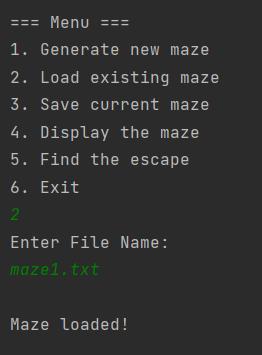 === Menu ===
1. Generate new maze
2. Load existing maze
3. Save current maze
4. Display the maze
5. Find the escape
6. Exit
2
Enter File Name:
maze1.txt
Maze loaded!